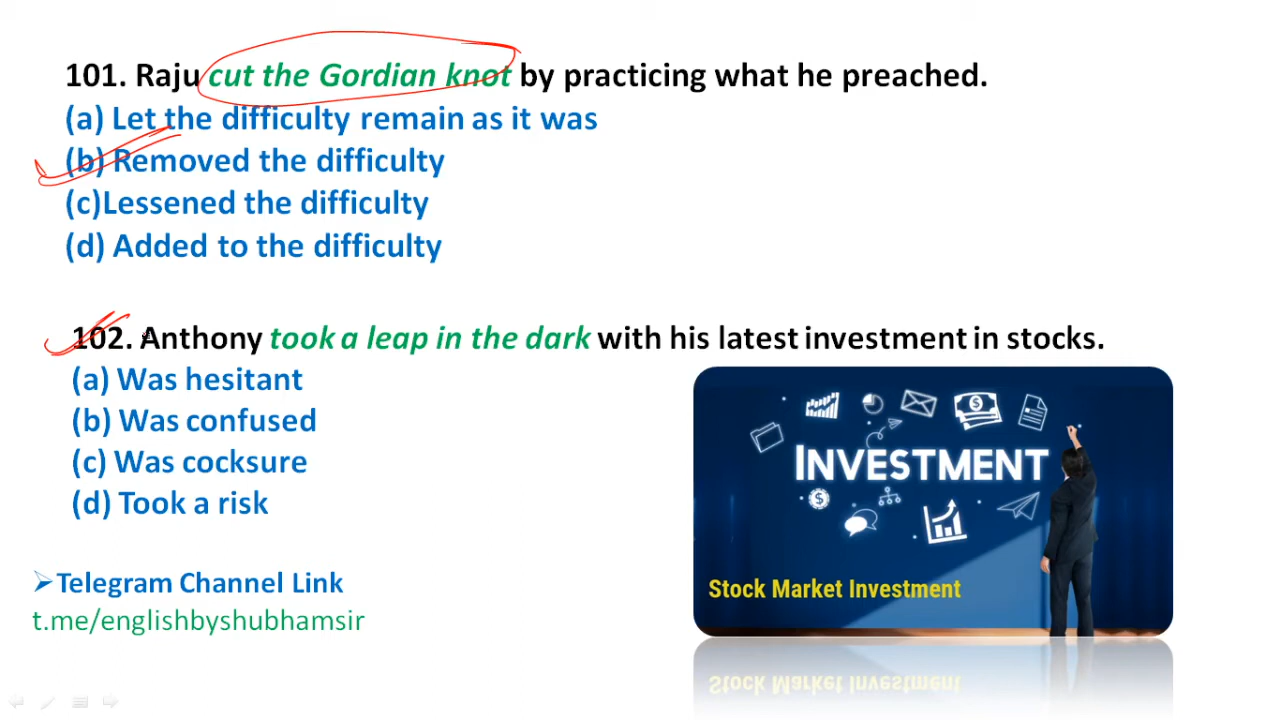 101. Raju cut the Gordian knot by practicing what he preached.
(a) Let the difficulty remain as it was
(b) Removed the difficulty
(c)Lessened the difficulty
(d) Added to the difficulty
102. Anthony took a leap in the dark with his latest investment in stocks.
(a) Was hesitant
(b) Was confused
(c) Was cocksure
(d) Took a risk
INVESTMENT
Stock Market Investment
Telegram Channel Link
t.me/englishbyshubhamsir